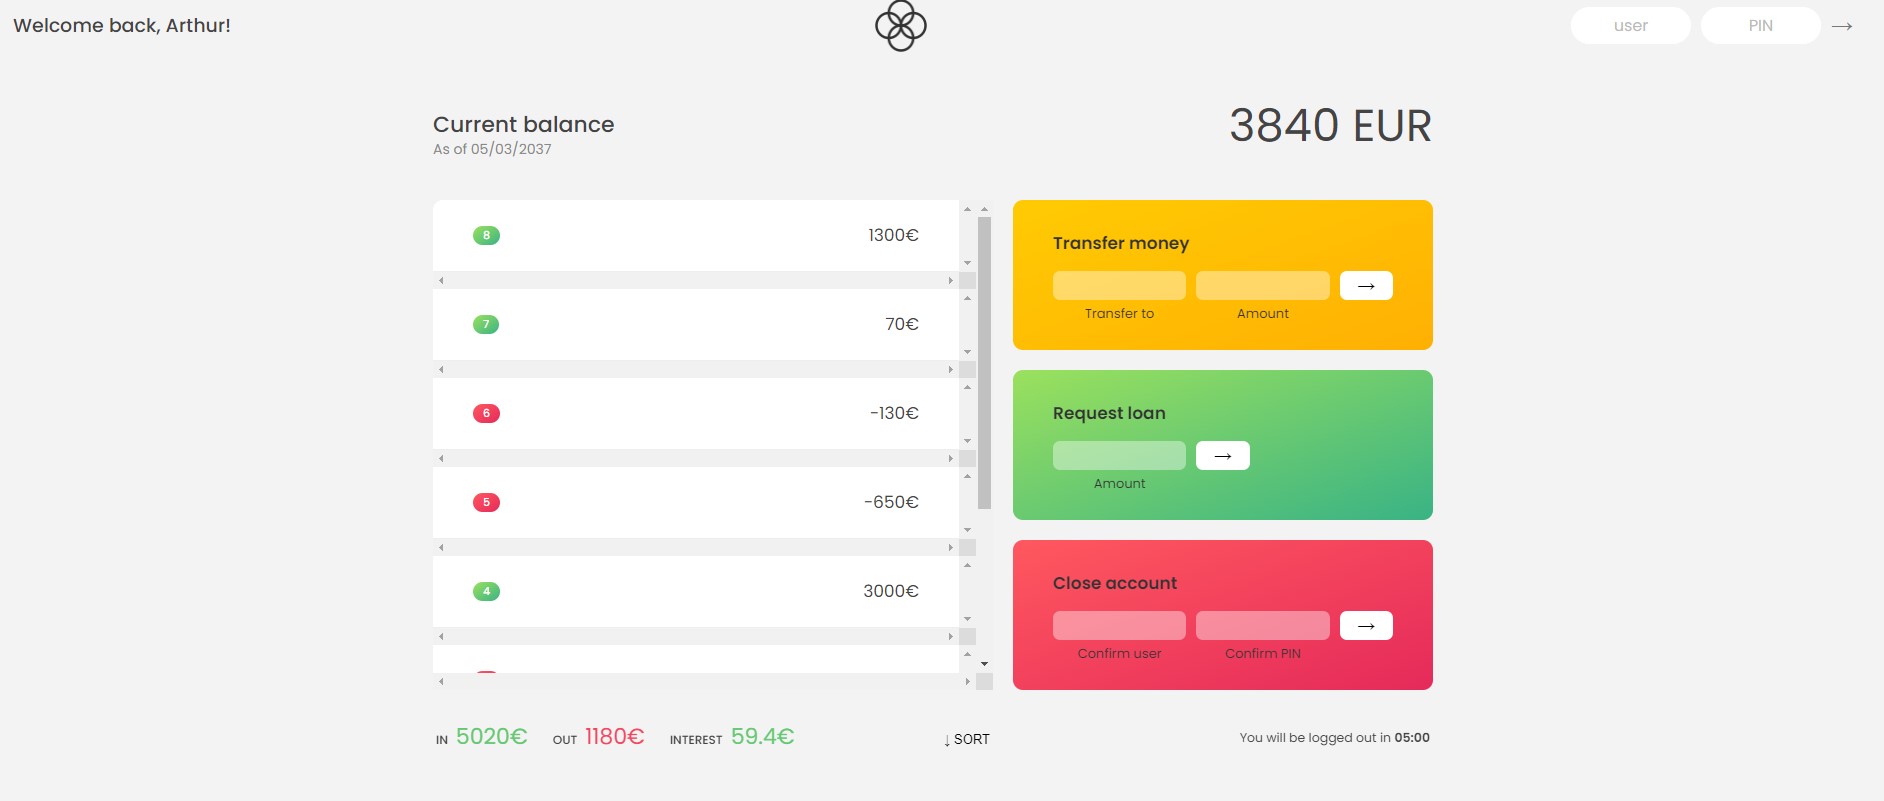 Welcome back, Arthur!
user
PIN
→
Current balance
As of 05/03/2037
3840 EUR
8 1300€
7 70€
6 -130€
5 -650€
4 3000€
Transfer money
→
Transfer to
Amount
Request loan
→
Amount
Close account
→
Confirm user
Confirm PIN
IN 5020€ OUT 1180€ INTEREST 59.4€
↓ SORT
You will be logged out in 05:00